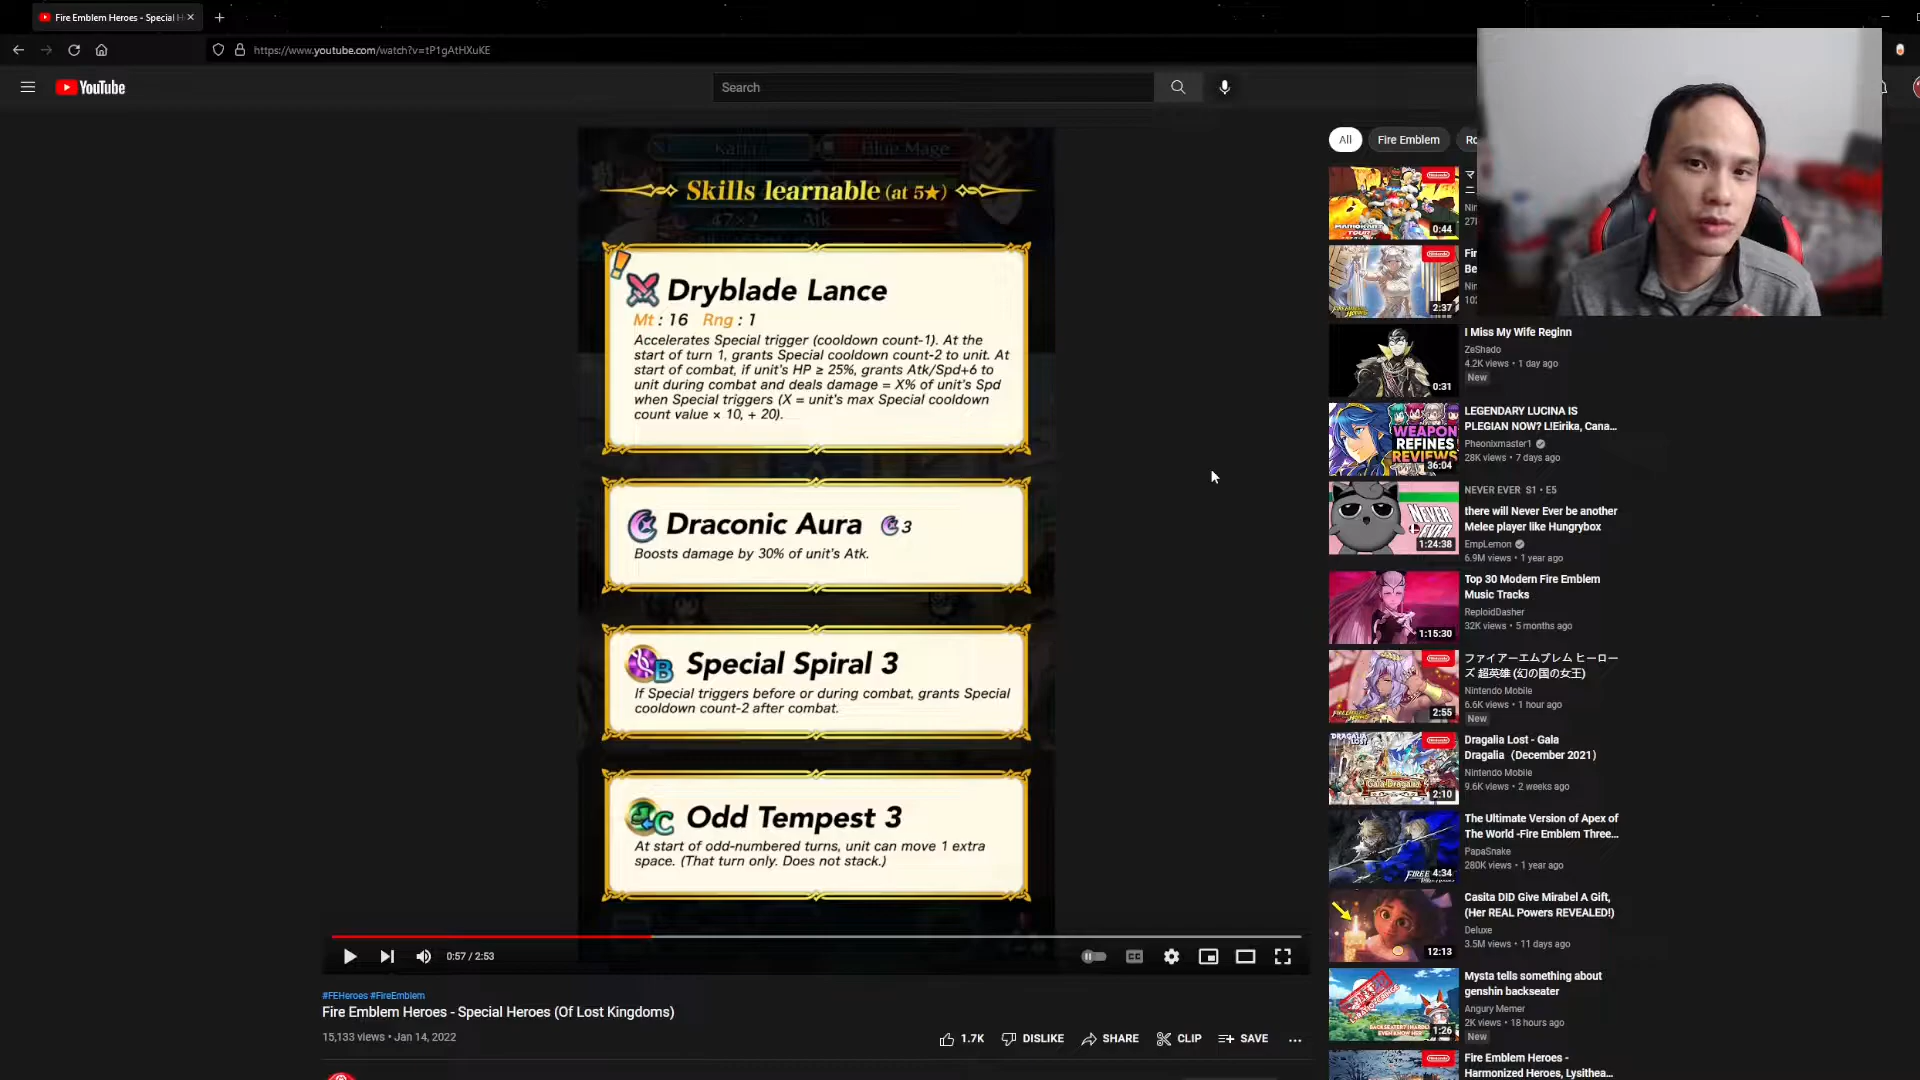 Fire Emblem Heroes - Special H
https://www.youtube.com/watch?v=tP1gAtHXuKE
YouTube
Search
All
Fire Emblem
Blue Mage
Skills learnable (at 5★)
47×2 Atk
Dryblade Lance
Mt : 16 Rng : 1
Accelerates Special trigger (cooldown count-1). At the
start of turn 1, grants Special cooldown count-2 to unit. At
start of combat, if unit's HP ≥ 25%, grants Atk/Spd+6 to
unit during combat and deals damage = X% of unit's Spd
when Special triggers (X = unit's max Special cooldown
count value × 10, + 20).
Draconic Aura 3
Boosts damage by 30% of unit's Atk.
B
Special Spiral 3
If Special triggers before or during combat, grants Special
cooldown count-2 after combat.
C
Odd Tempest 3
At start of odd-numbered turns, unit can move 1 extra
space. (That turn only. Does not stack.)
0:57 / 2:53
CC
#FEHeroes #FireEmblem
Fire Emblem Heroes - Special Heroes (Of Lost Kingdoms)
15,133 views • Jan 14, 2022
1.7K
DISLIKE
SHARE
CLIP
SAVE
0:44
2:37
I Miss My Wife Reginn
ZeShado
4.2K views • 1 day ago
New
0:31
LEGENDARY LUCINA IS
PLEGIAN NOW? L!Eirika, Cana...
Pheonixmaster1
28K views • 7 days ago
WEAPON
REFINES
REVIEWS
36:04
NEVER EVER S1 • E5
there will Never Ever be another
Melee player like Hungrybox
EmpLemon
6.9M views • 1 year ago
NEVER
EVER
1:24:38
Top 30 Modern Fire Emblem
Music Tracks
ReploidDasher
32K views • 5 months ago
1:15:30
ファイアーエムブレム ヒーロー
ズ 超英雄 (幻の国の女王)
Nintendo Mobile
6.6K views • 1 hour ago
New
2:55
Dragalia Lost - Gala
Dragalia（December 2021）
Nintendo Mobile
9.6K views • 2 weeks ago
2:10
The Ultimate Version of Apex of
The World -Fire Emblem Three...
PapaSnake
280K views • 1 year ago
4:34
Casita DID Give Mirabel A Gift,
(Her REAL Powers REVEALED!)
Deluxe
3.5M views • 11 days ago
12:13
Mysta tells something about
genshin backseater
Angury Memer
2K views • 18 hours ago
New
1:26
Fire Emblem Heroes -
Harmonized Heroes, Lysithea...